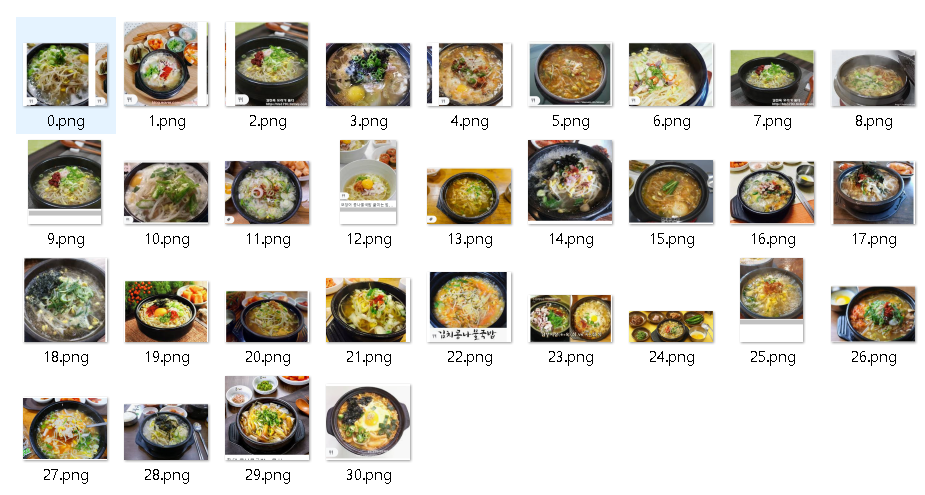 0.png 1.png 2.png 3.png 4.png 5.png 6.png 7.png 8.png
9.png 10.png 11.png 12.png 13.png 14.png 15.png 16.png 17.png
18.png 19.png 20.png 21.png 22.png 23.png 24.png 25.png 26.png
김치콩나물국밥
27.png 28.png 29.png 30.png